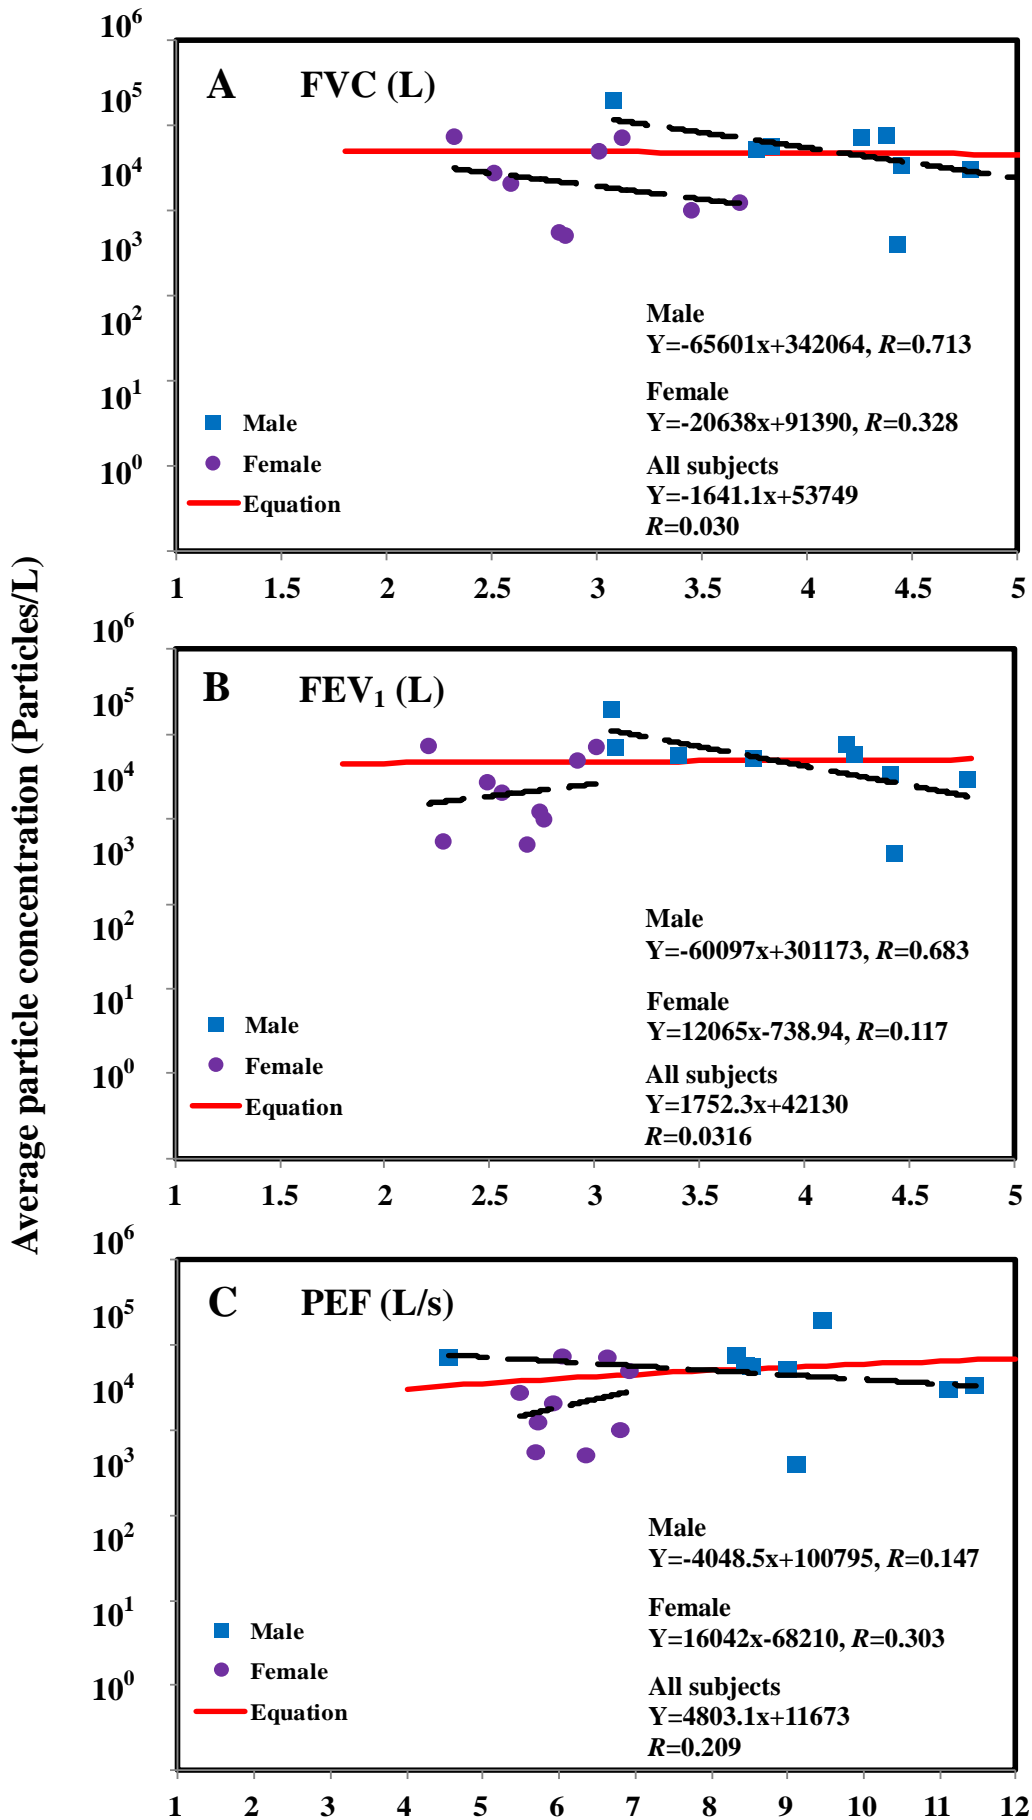 Average particle concentration (Particles/L)
10^6
10^5
10^4
10^3
10^2
10^1
10^0
A FVC (L)
Male
Y=-65601x+342064, R=0.713
Female
Y=-20638x+91390, R=0.328
All subjects
Y=-1641.1x+53749
R=0.030
Male
Female
Equation
1 1.5 2 2.5 3 3.5 4 4.5 5
10^6
10^5
10^4
10^3
10^2
10^1
10^0
B FEV₁ (L)
Male
Y=-60097x+301173, R=0.683
Female
Y=12065x-738.94, R=0.117
All subjects
Y=1752.3x+42130
R=0.0316
Male
Female
Equation
1 1.5 2 2.5 3 3.5 4 4.5 5
10^6
10^5
10^4
10^3
10^2
10^1
10^0
C PEF (L/s)
Male
Y=-4048.5x+100795, R=0.147
Female
Y=16042x-68210, R=0.303
All subjects
Y=4803.1x+11673
R=0.209
Male
Female
Equation
1 2 3 4 5 6 7 8 9 10 11 12